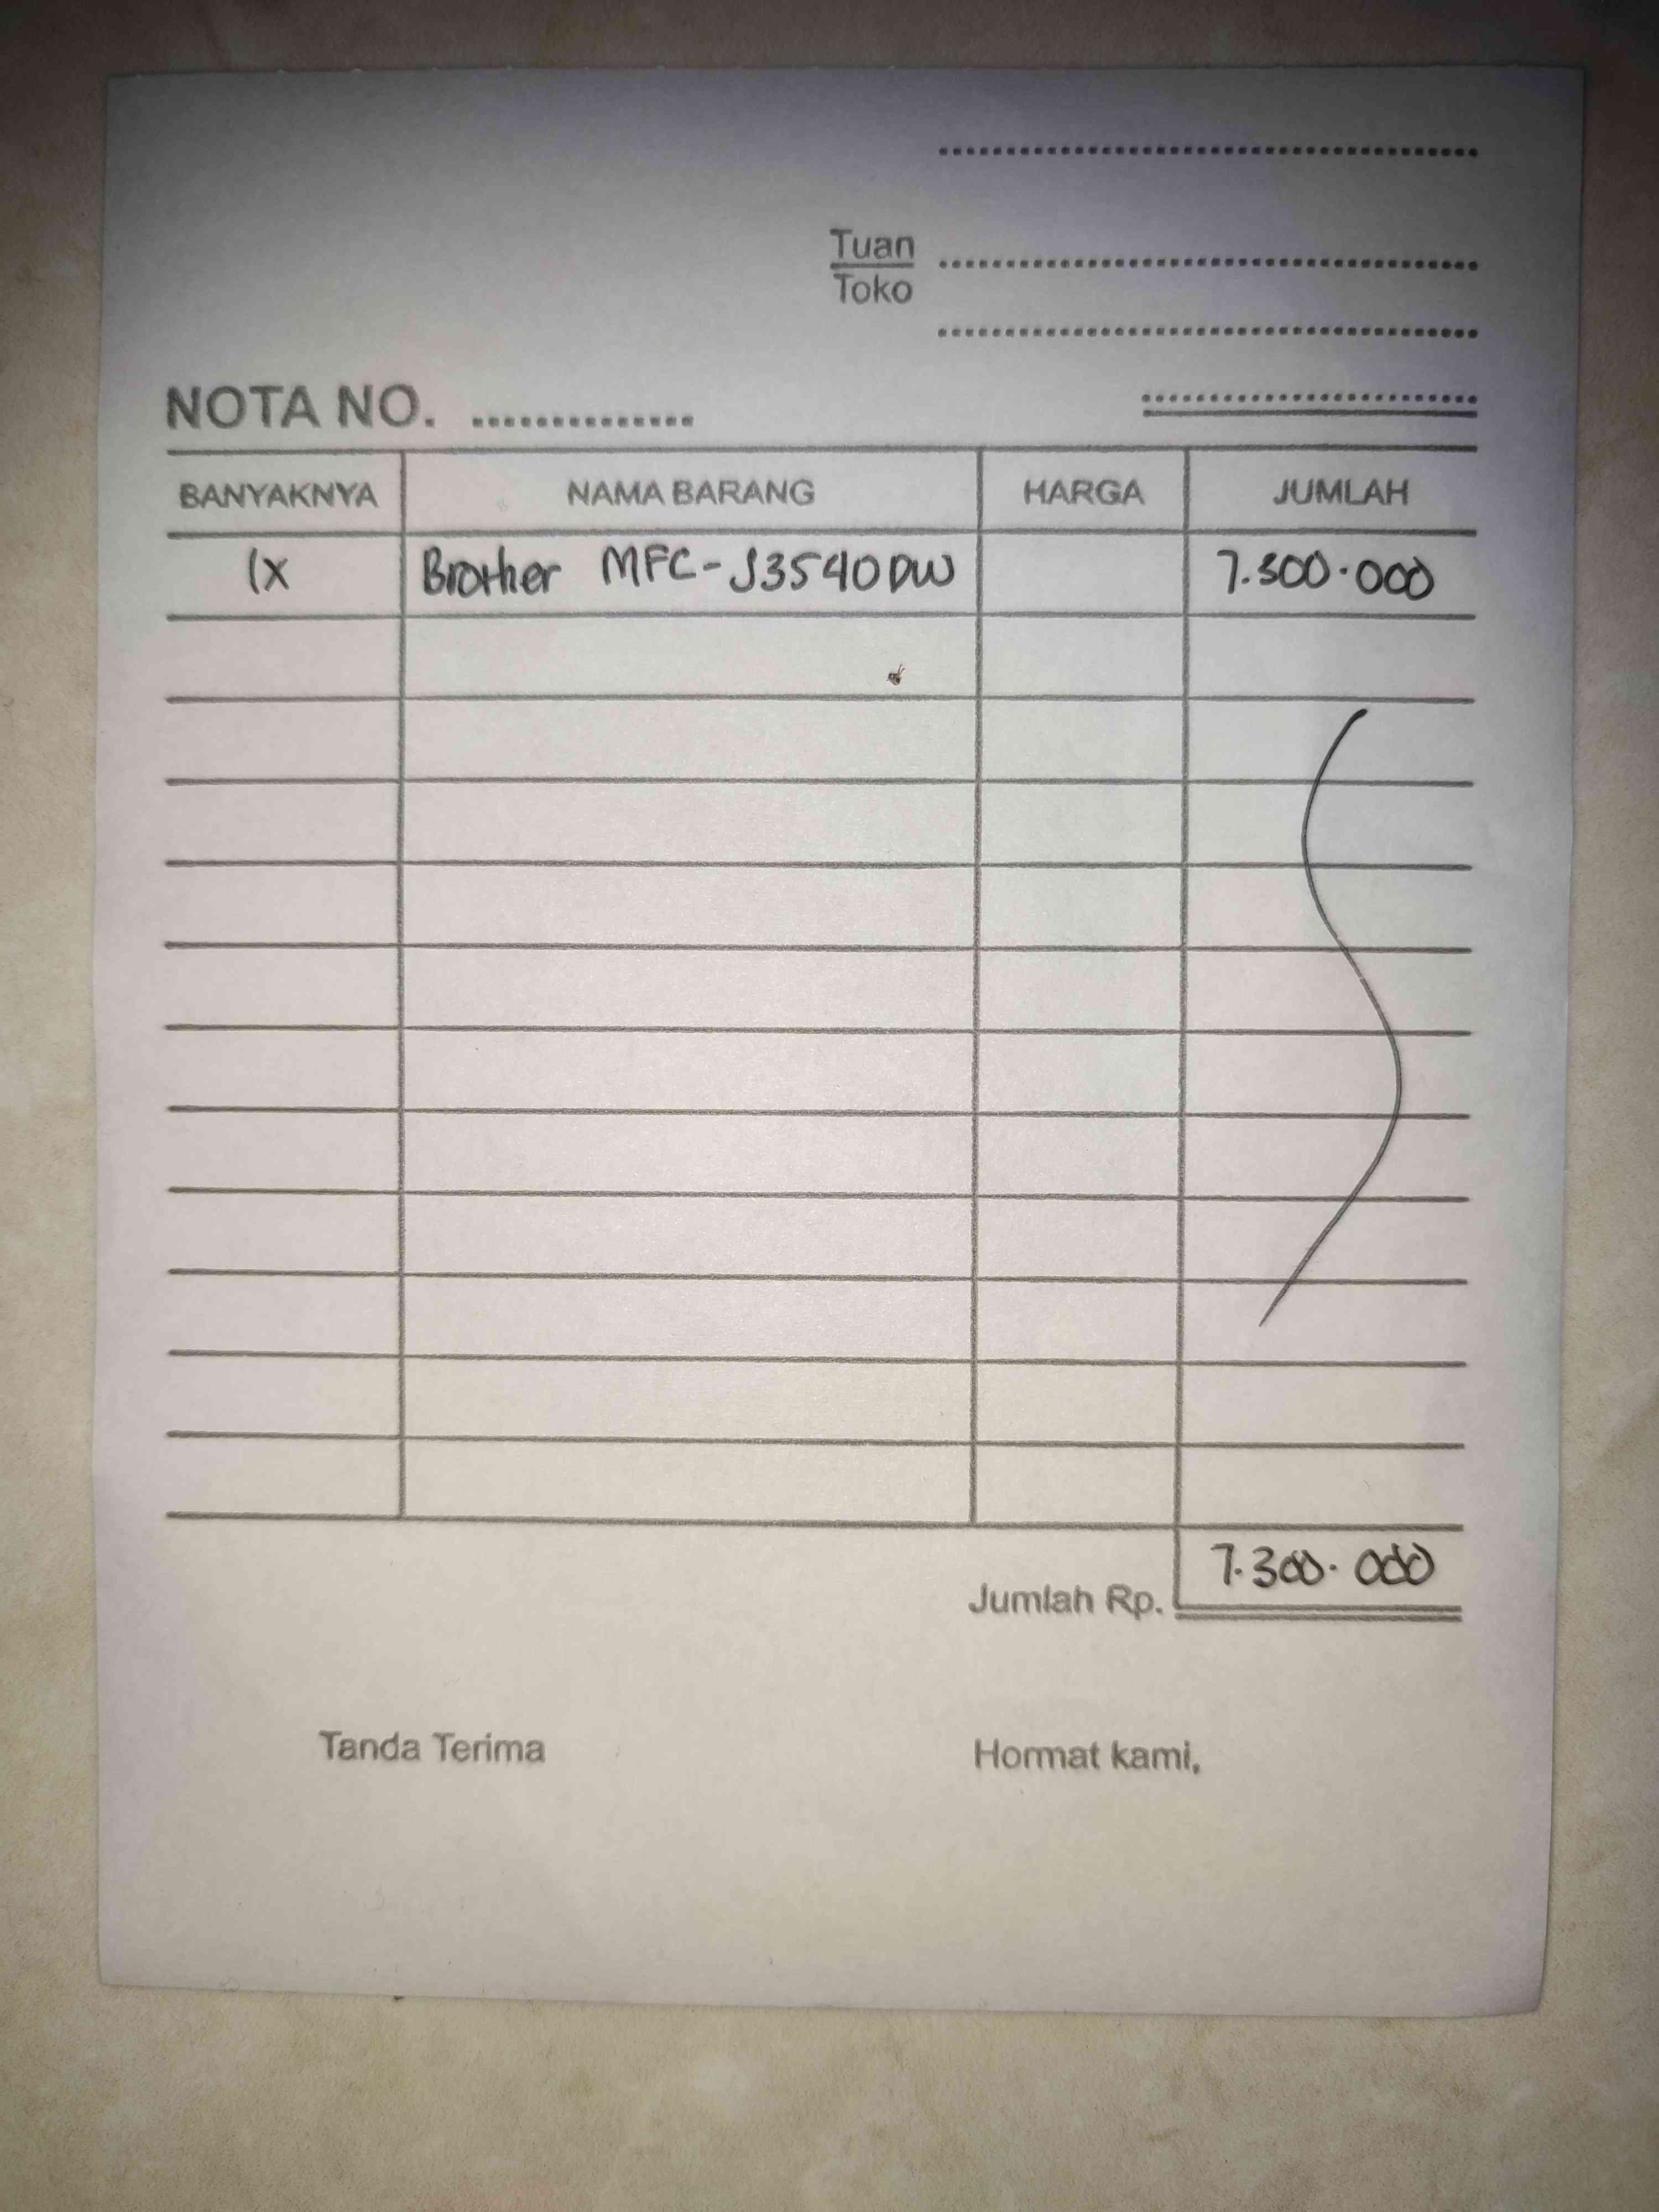 Tuan
Toko
NOTA NO.
BANYAKNYA NAMA BARANG HARGA JUMLAH
1x Brother MFC-J3540DW 7.300.000
Jumlah Rp. 7.300.000
Tanda Terima Hormat kami,